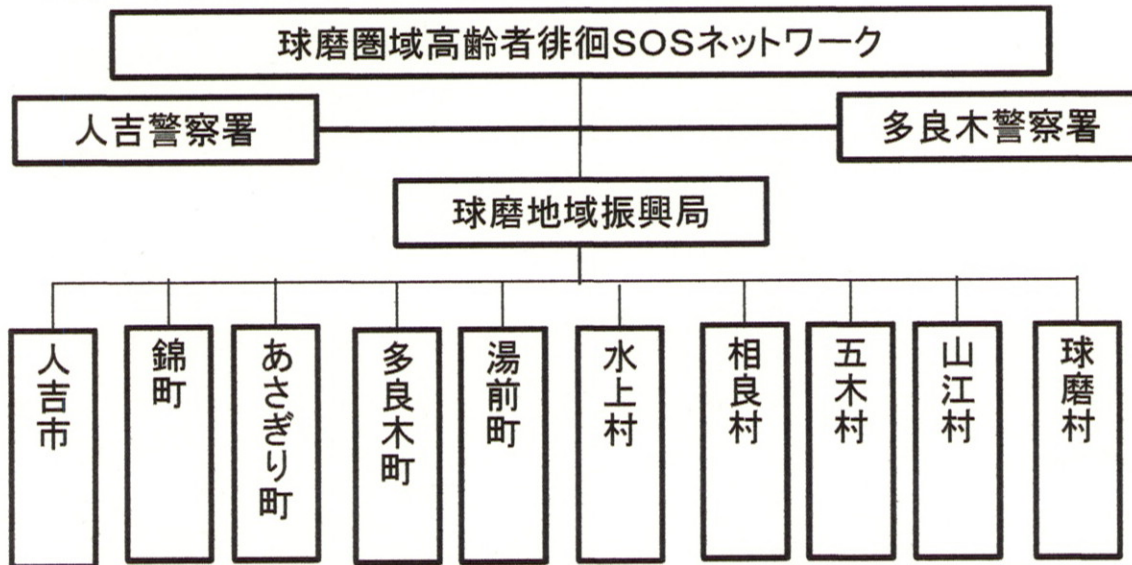 球磨圏域高齢者徘徊SOSネットワーク
人吉警察署
多良木警察署
球磨地域振興局
人吉市
錦町
あさぎり町
多良木町
湯前町
水上村
相良村
五木村
山江村
球磨村